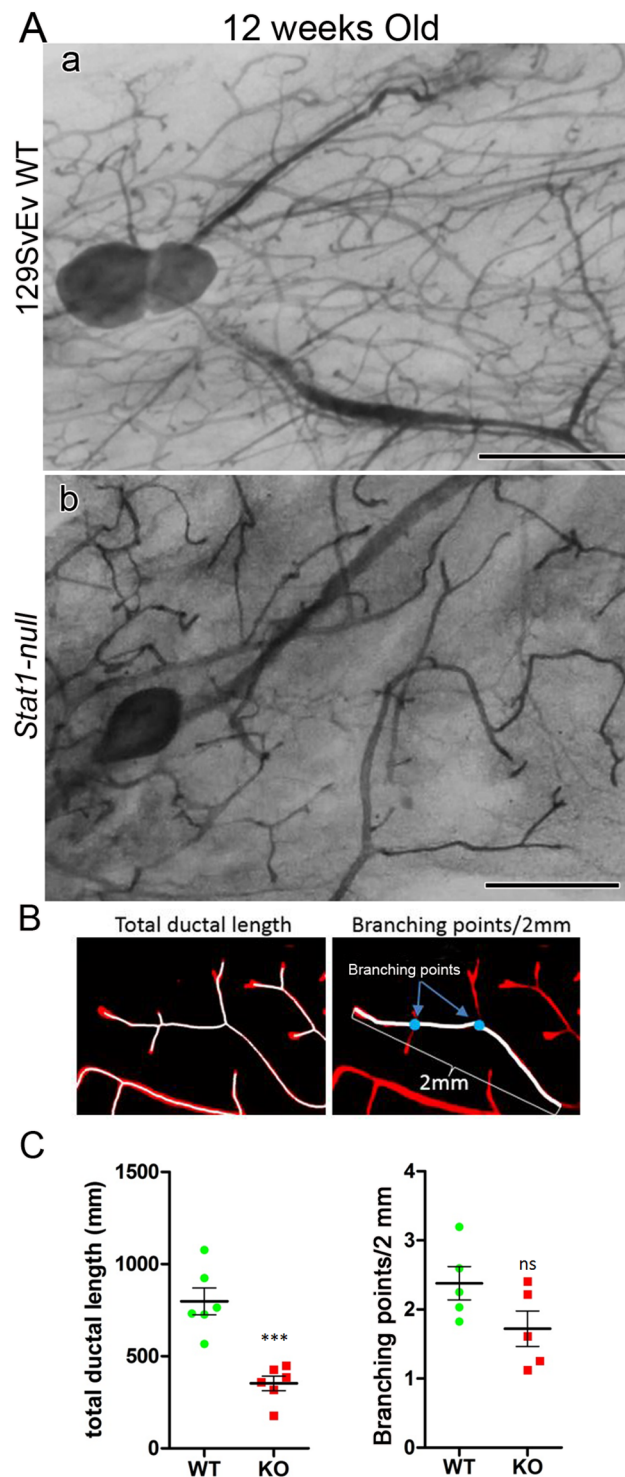 A
12 weeks Old
a
129SvEv WT
b
Stat1-null
B
Total ductal length
Branching points/2mm
Branching points
2mm
C
total ductal length (mm)
1500
1000
500
0
***
WT
KO
Branching points/2 mm
4
3
2
1
0
ns
WT
KO